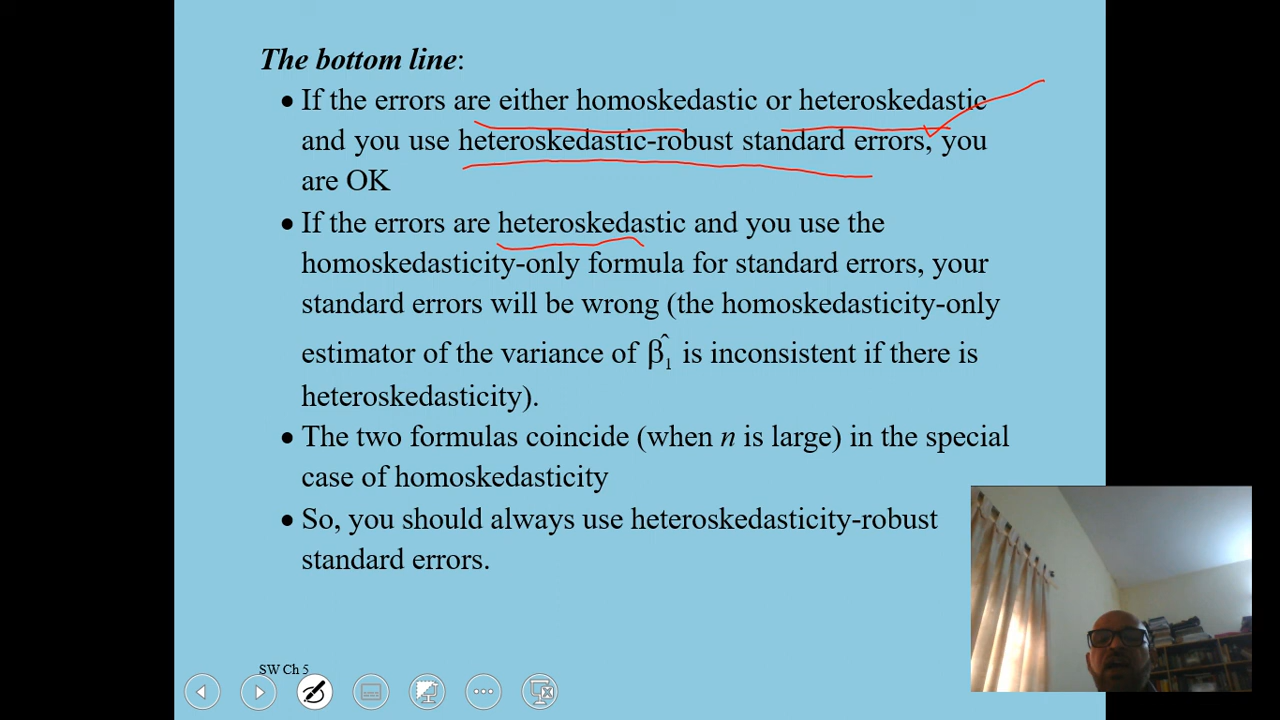 The bottom line:
• If the errors are either homoskedastic or heteroskedastic
and you use heteroskedastic-robust standard errors, you
are OK
• If the errors are heteroskedastic and you use the
homoskedasticity-only formula for standard errors, your
standard errors will be wrong (the homoskedasticity-only
estimator of the variance of β̂₁ is inconsistent if there is
heteroskedasticity).
• The two formulas coincide (when n is large) in the special
case of homoskedasticity
• So, you should always use heteroskedasticity-robust
standard errors.
SW Ch 5